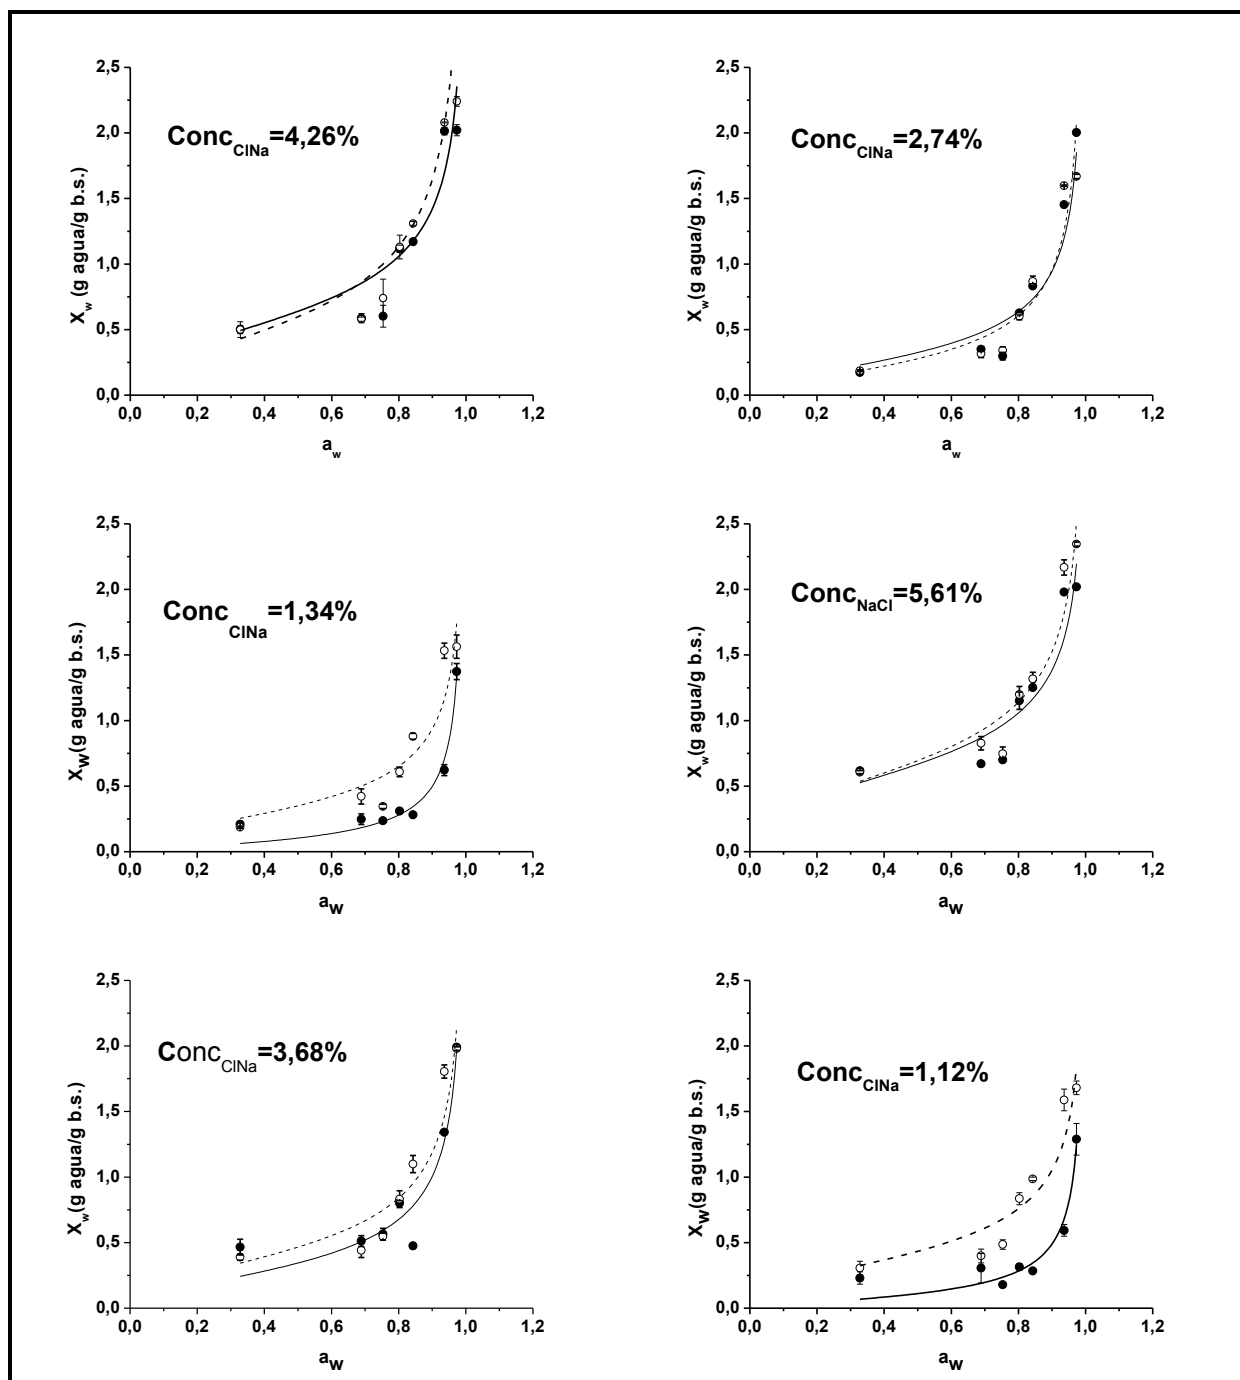 2,5
2,0
1,5
1,0
0,5
0,0
X_w (g agua/g b.s.)
Conc_ClNa=4,26%
0,0 0,2 0,4 0,6 0,8 1,0 1,2
a_w
2,5
2,0
1,5
1,0
0,5
0,0
X_w(g agua/g b.s.)
Conc_ClNa=2,74%
0,0 0,2 0,4 0,6 0,8 1,0 1,2
a_w
2,5
2,0
1,5
1,0
0,5
0,0
X_W(g agua/g b.s.)
Conc_ClNa=1,34%
0,0 0,2 0,4 0,6 0,8 1,0 1,2
a_W
2,5
2,0
1,5
1,0
0,5
0,0
X_w(g agua/g b.s.)
Conc_NaCl=5,61%
0,0 0,2 0,4 0,6 0,8 1,0 1,2
a_W
2,5
2,0
1,5
1,0
0,5
0,0
X_w(g agua/g b.s.)
Conc_ClNa=3,68%
0,0 0,2 0,4 0,6 0,8 1,0 1,2
a_W
2,5
2,0
1,5
1,0
0,5
0,0
X_W(g agua/g b.s.)
Conc_ClNa=1,12%
0,0 0,2 0,4 0,6 0,8 1,0 1,2
a_W